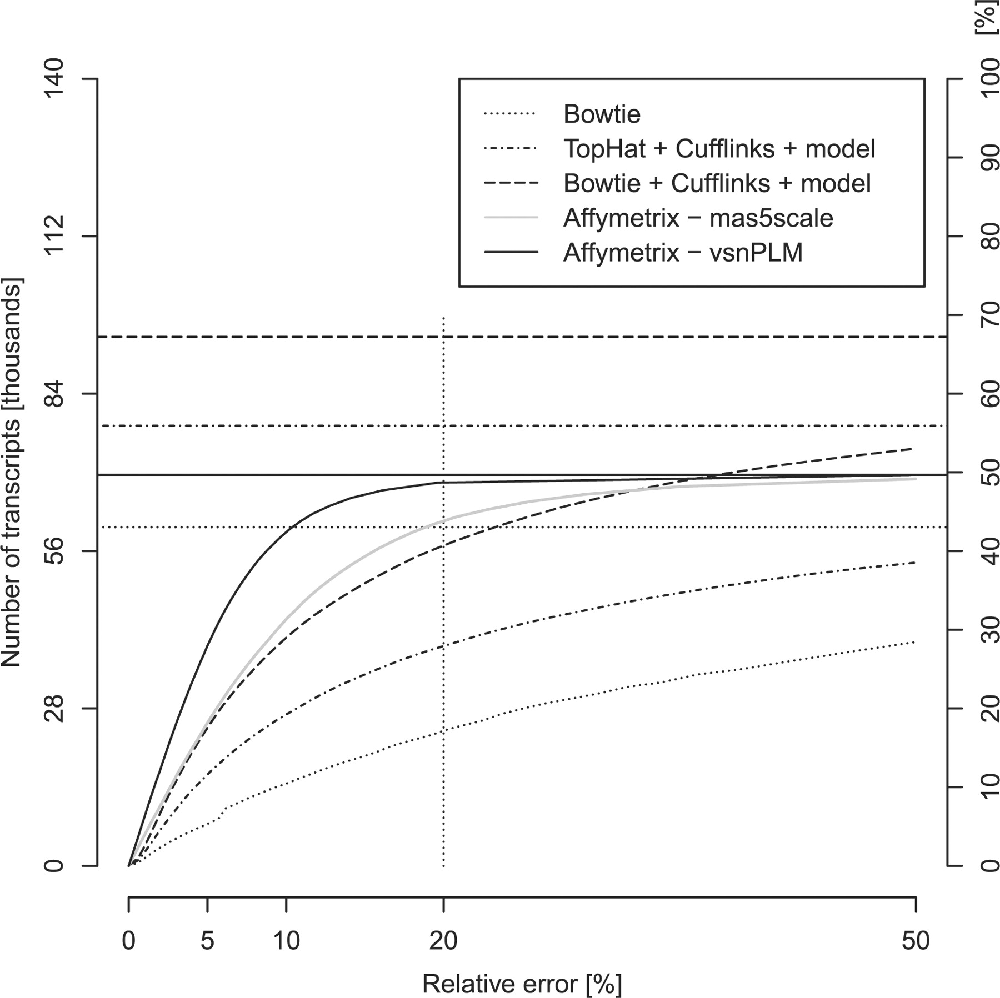 [%]
Bowtie
TopHat + Cufflinks + model
Bowtie + Cufflinks + model
Affymetrix − mas5scale
Affymetrix − vsnPLM
Number of transcripts [thousands]
140
112
84
56
28
0
100
90
80
70
60
50
40
30
20
10
0
0 5 10 20 50
Relative error [%]